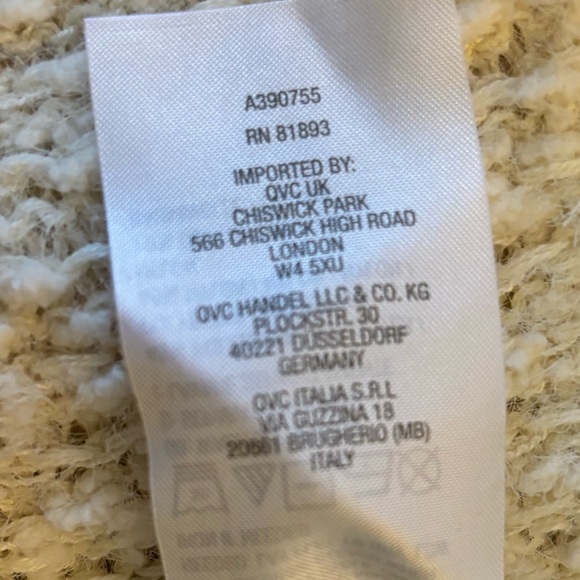 A390755
RN 81893
IMPORTED BY:
QVC UK
CHISWICK PARK
566 CHISWICK HIGH ROAD
LONDON
W4 5XU
QVC HANDEL LLC & CO. KG
PLOCKSTR. 30
40221 DUSSELDORF
GERMANY
QVC ITALIA S.R.L
VIA GUZZINA 18
20861 BRUGHERIO (MB)
ITALY